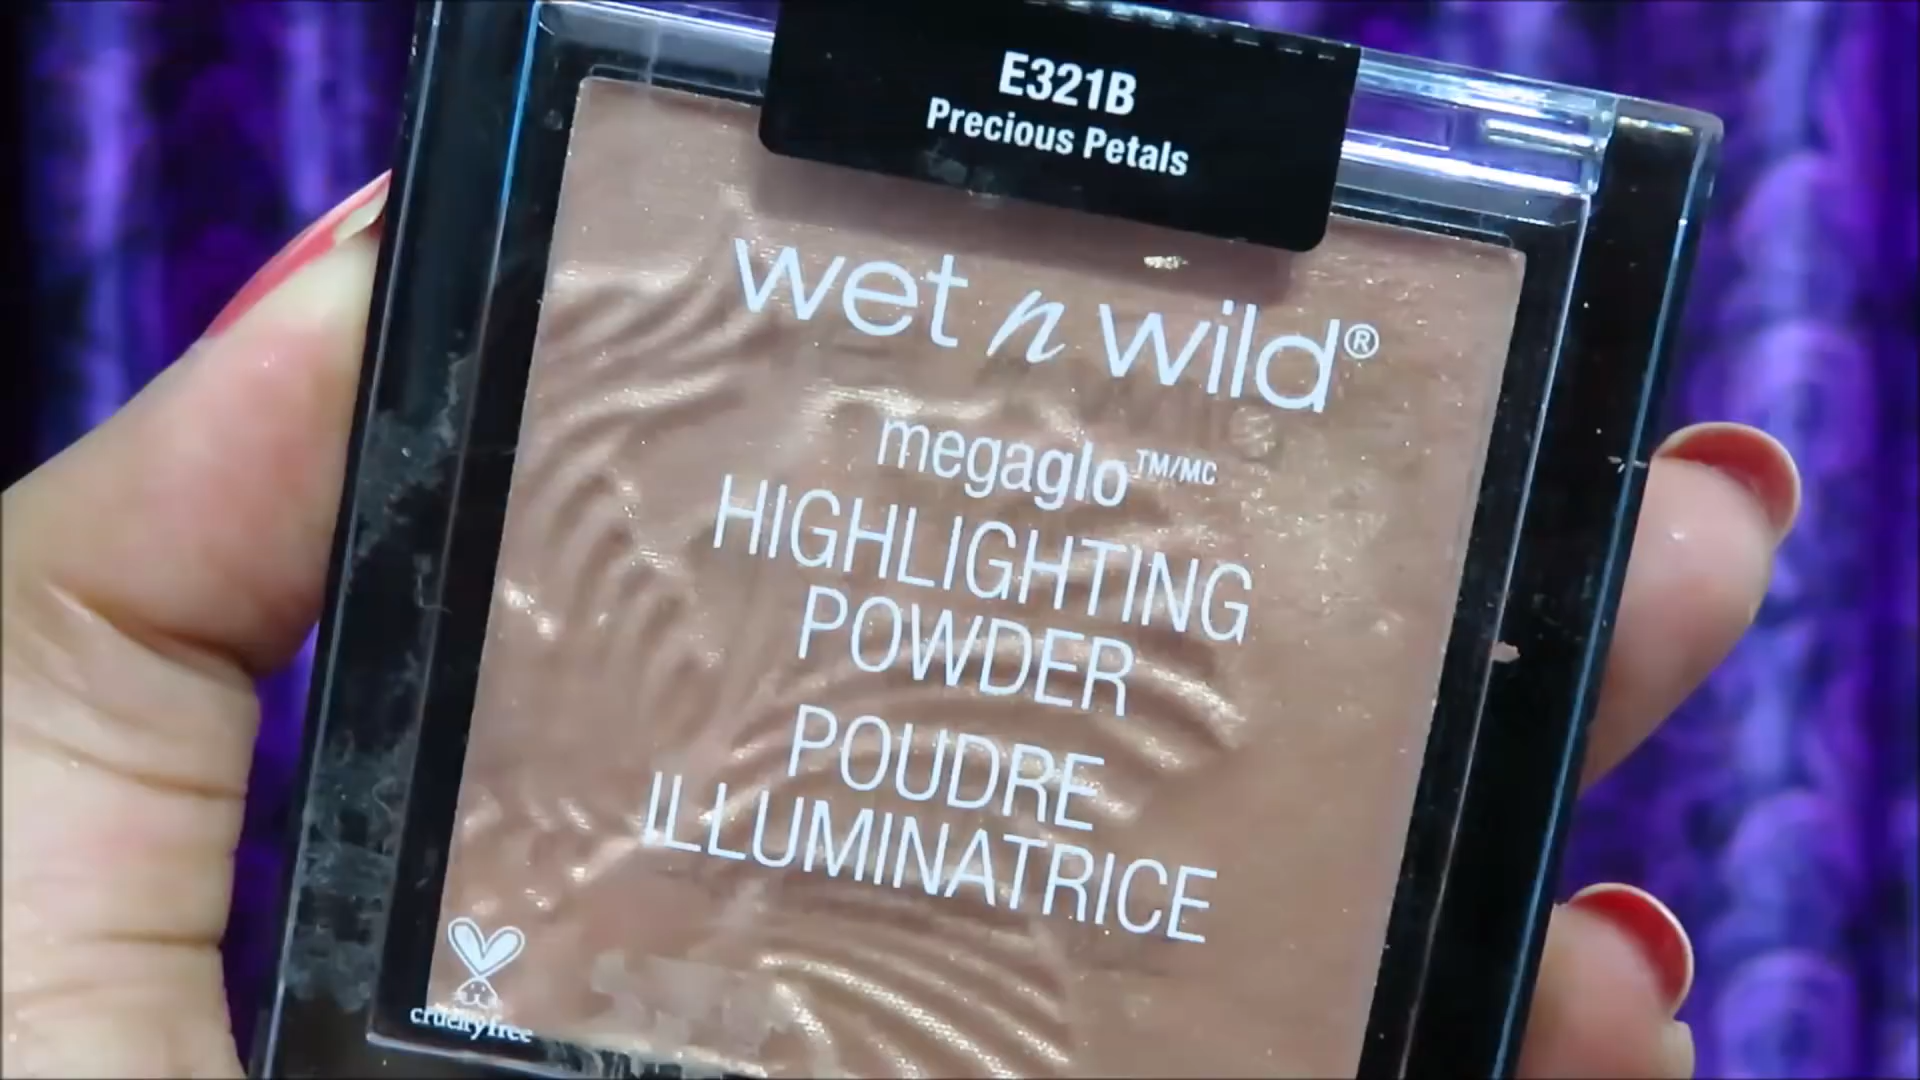 E321B
Precious Petals
wet n wild®
megaglo™/MC
HIGHLIGHTING
POWDER
POUDRE
ILLUMINATRICE
crueltyfree